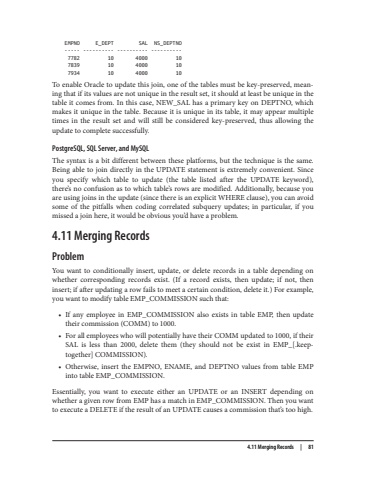 EMPNO E_DEPT SAL NS_DEPTNO
----- ---------- ---------- ----------
7782 10 4000 10
7839 10 4000 10
7934 10 4000 10
To enable Oracle to update this join, one of the tables must be key-preserved, mean-
ing that if its values are not unique in the result set, it should at least be unique in the
table it comes from. In this case, NEW_SAL has a primary key on DEPTNO, which
makes it unique in the table. Because it is unique in its table, it may appear multiple
times in the result set and will still be considered key-preserved, thus allowing the
update to complete successfully.
PostgreSQL, SQL Server, and MySQL
The syntax is a bit different between these platforms, but the technique is the same.
Being able to join directly in the UPDATE statement is extremely convenient. Since
you specify which table to update (the table listed after the UPDATE keyword),
there's no confusion as to which table's rows are modified. Additionally, because you
are using joins in the update (since there is an explicit WHERE clause), you can avoid
some of the pitfalls when coding correlated subquery updates; in particular, if you
missed a join here, it would be obvious you'd have a problem.
4.11 Merging Records
Problem
You want to conditionally insert, update, or delete records in a table depending on
whether corresponding records exist. (If a record exists, then update; if not, then
insert; if after updating a row fails to meet a certain condition, delete it.) For example,
you want to modify table EMP_COMMISSION such that:
• If any employee in EMP_COMMISSION also exists in table EMP, then update
their commission (COMM) to 1000.
• For all employees who will potentially have their COMM updated to 1000, if their
SAL is less than 2000, delete them (they should not be exist in EMP_[.keep-
together] COMMISSION).
• Otherwise, insert the EMPNO, ENAME, and DEPTNO values from table EMP
into table EMP_COMMISSION.
Essentially, you want to execute either an UPDATE or an INSERT depending on
whether a given row from EMP has a match in EMP_COMMISSION. Then you want
to execute a DELETE if the result of an UPDATE causes a commission that's too high.
4.11 Merging Records | 81